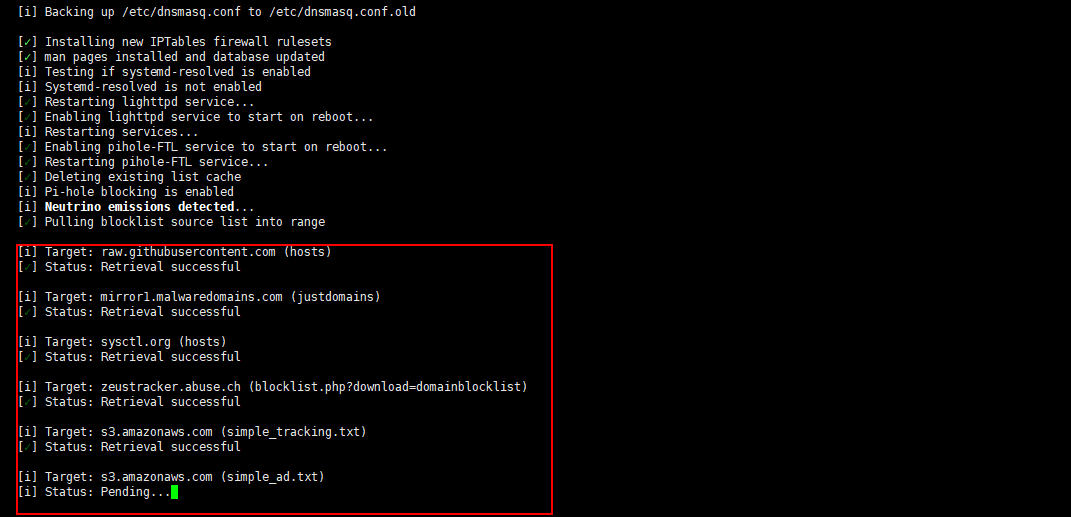 [i] Backing up /etc/dnsmasq.conf to /etc/dnsmasq.conf.old
[✓] Installing new IPTables firewall rulesets
[✓] man pages installed and database updated
[i] Testing if systemd-resolved is enabled
[i] Systemd-resolved is not enabled
[✓] Restarting lighttpd service...
[✓] Enabling lighttpd service to start on reboot...
[i] Restarting services...
[✓] Enabling pihole-FTL service to start on reboot...
[✓] Restarting pihole-FTL service...
[✓] Deleting existing list cache
[i] Pi-hole blocking is enabled
[i] Neutrino emissions detected...
[✓] Pulling blocklist source list into range
[i] Target: raw.githubusercontent.com (hosts)
[✓] Status: Retrieval successful
[i] Target: mirror1.malwaredomains.com (justdomains)
[✓] Status: Retrieval successful
[i] Target: sysctl.org (hosts)
[✓] Status: Retrieval successful
[i] Target: zeustracker.abuse.ch (blocklist.php?download=domainblocklist)
[✓] Status: Retrieval successful
[i] Target: s3.amazonaws.com (simple_tracking.txt)
[✓] Status: Retrieval successful
[i] Target: s3.amazonaws.com (simple_ad.txt)
[i] Status: Pending...